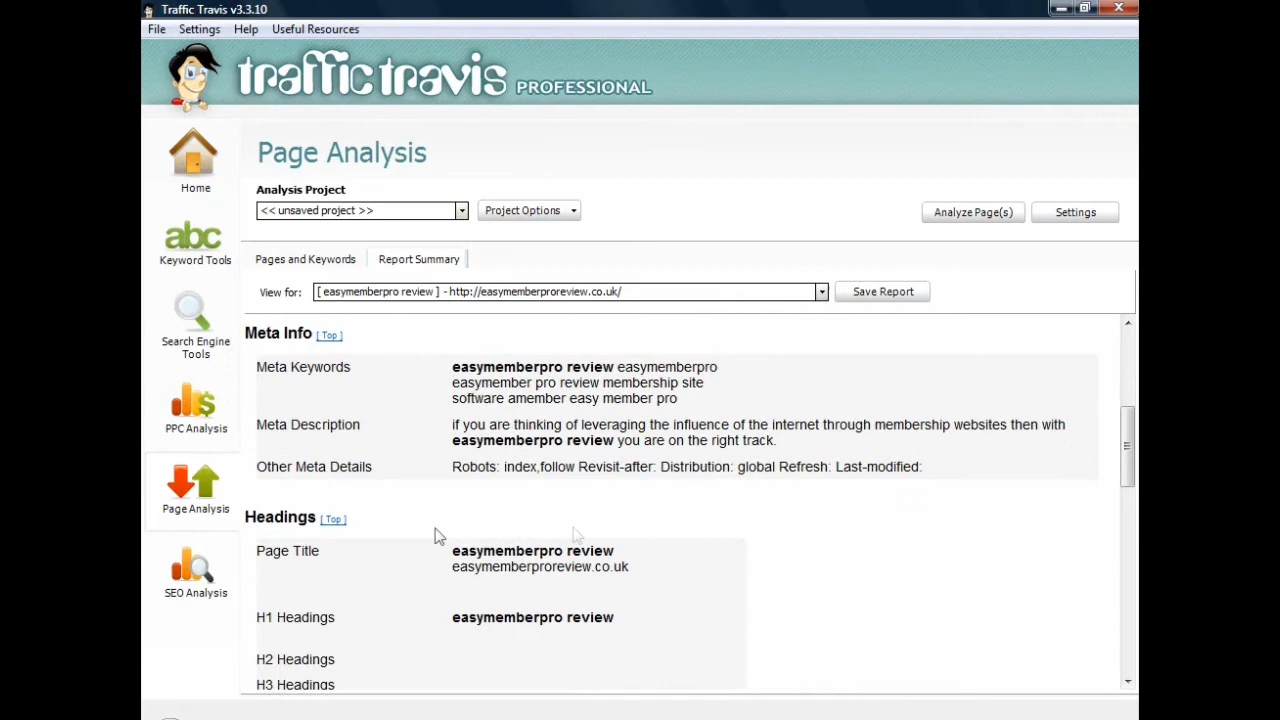 Traffic Travis v3.3.10
File Settings Help Useful Resources
traffic travis PROFESSIONAL
Home
Keyword Tools
Search Engine
Tools
PPC Analysis
Page Analysis
SEO Analysis
Page Analysis
Analysis Project
<< unsaved project >> Project Options Analyze Page(s) Settings
Pages and Keywords Report Summary
View for: [ easymemberpro review ] - http://easymemberproreview.co.uk/ Save Report
Meta Info [ Top ]
Meta Keywords easymemberpro review easymemberpro
easymember pro review membership site
software amember easy member pro
Meta Description if you are thinking of leveraging the influence of the internet through membership websites then with
easymemberpro review you are on the right track.
Other Meta Details Robots: index,follow Revisit-after: Distribution: global Refresh: Last-modified:
Headings [ Top ]
Page Title easymemberpro review
easymemberproreview.co.uk
H1 Headings easymemberpro review
H2 Headings
H3 Headings